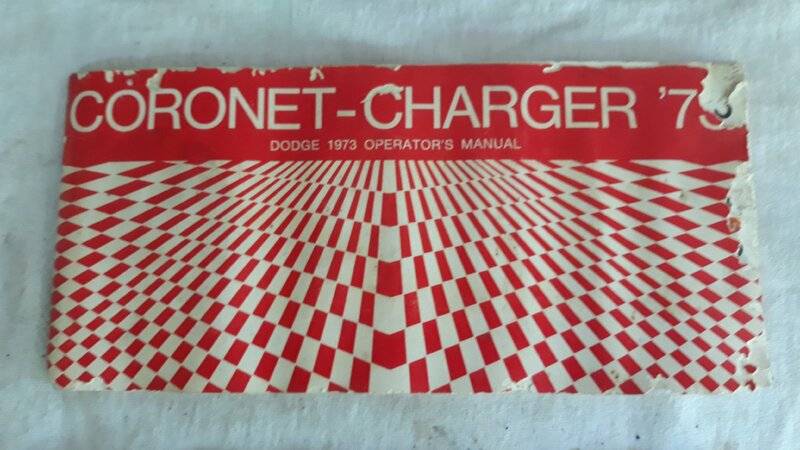 CORONET-CHARGER '73
DODGE 1973 OPERATOR'S MANUAL